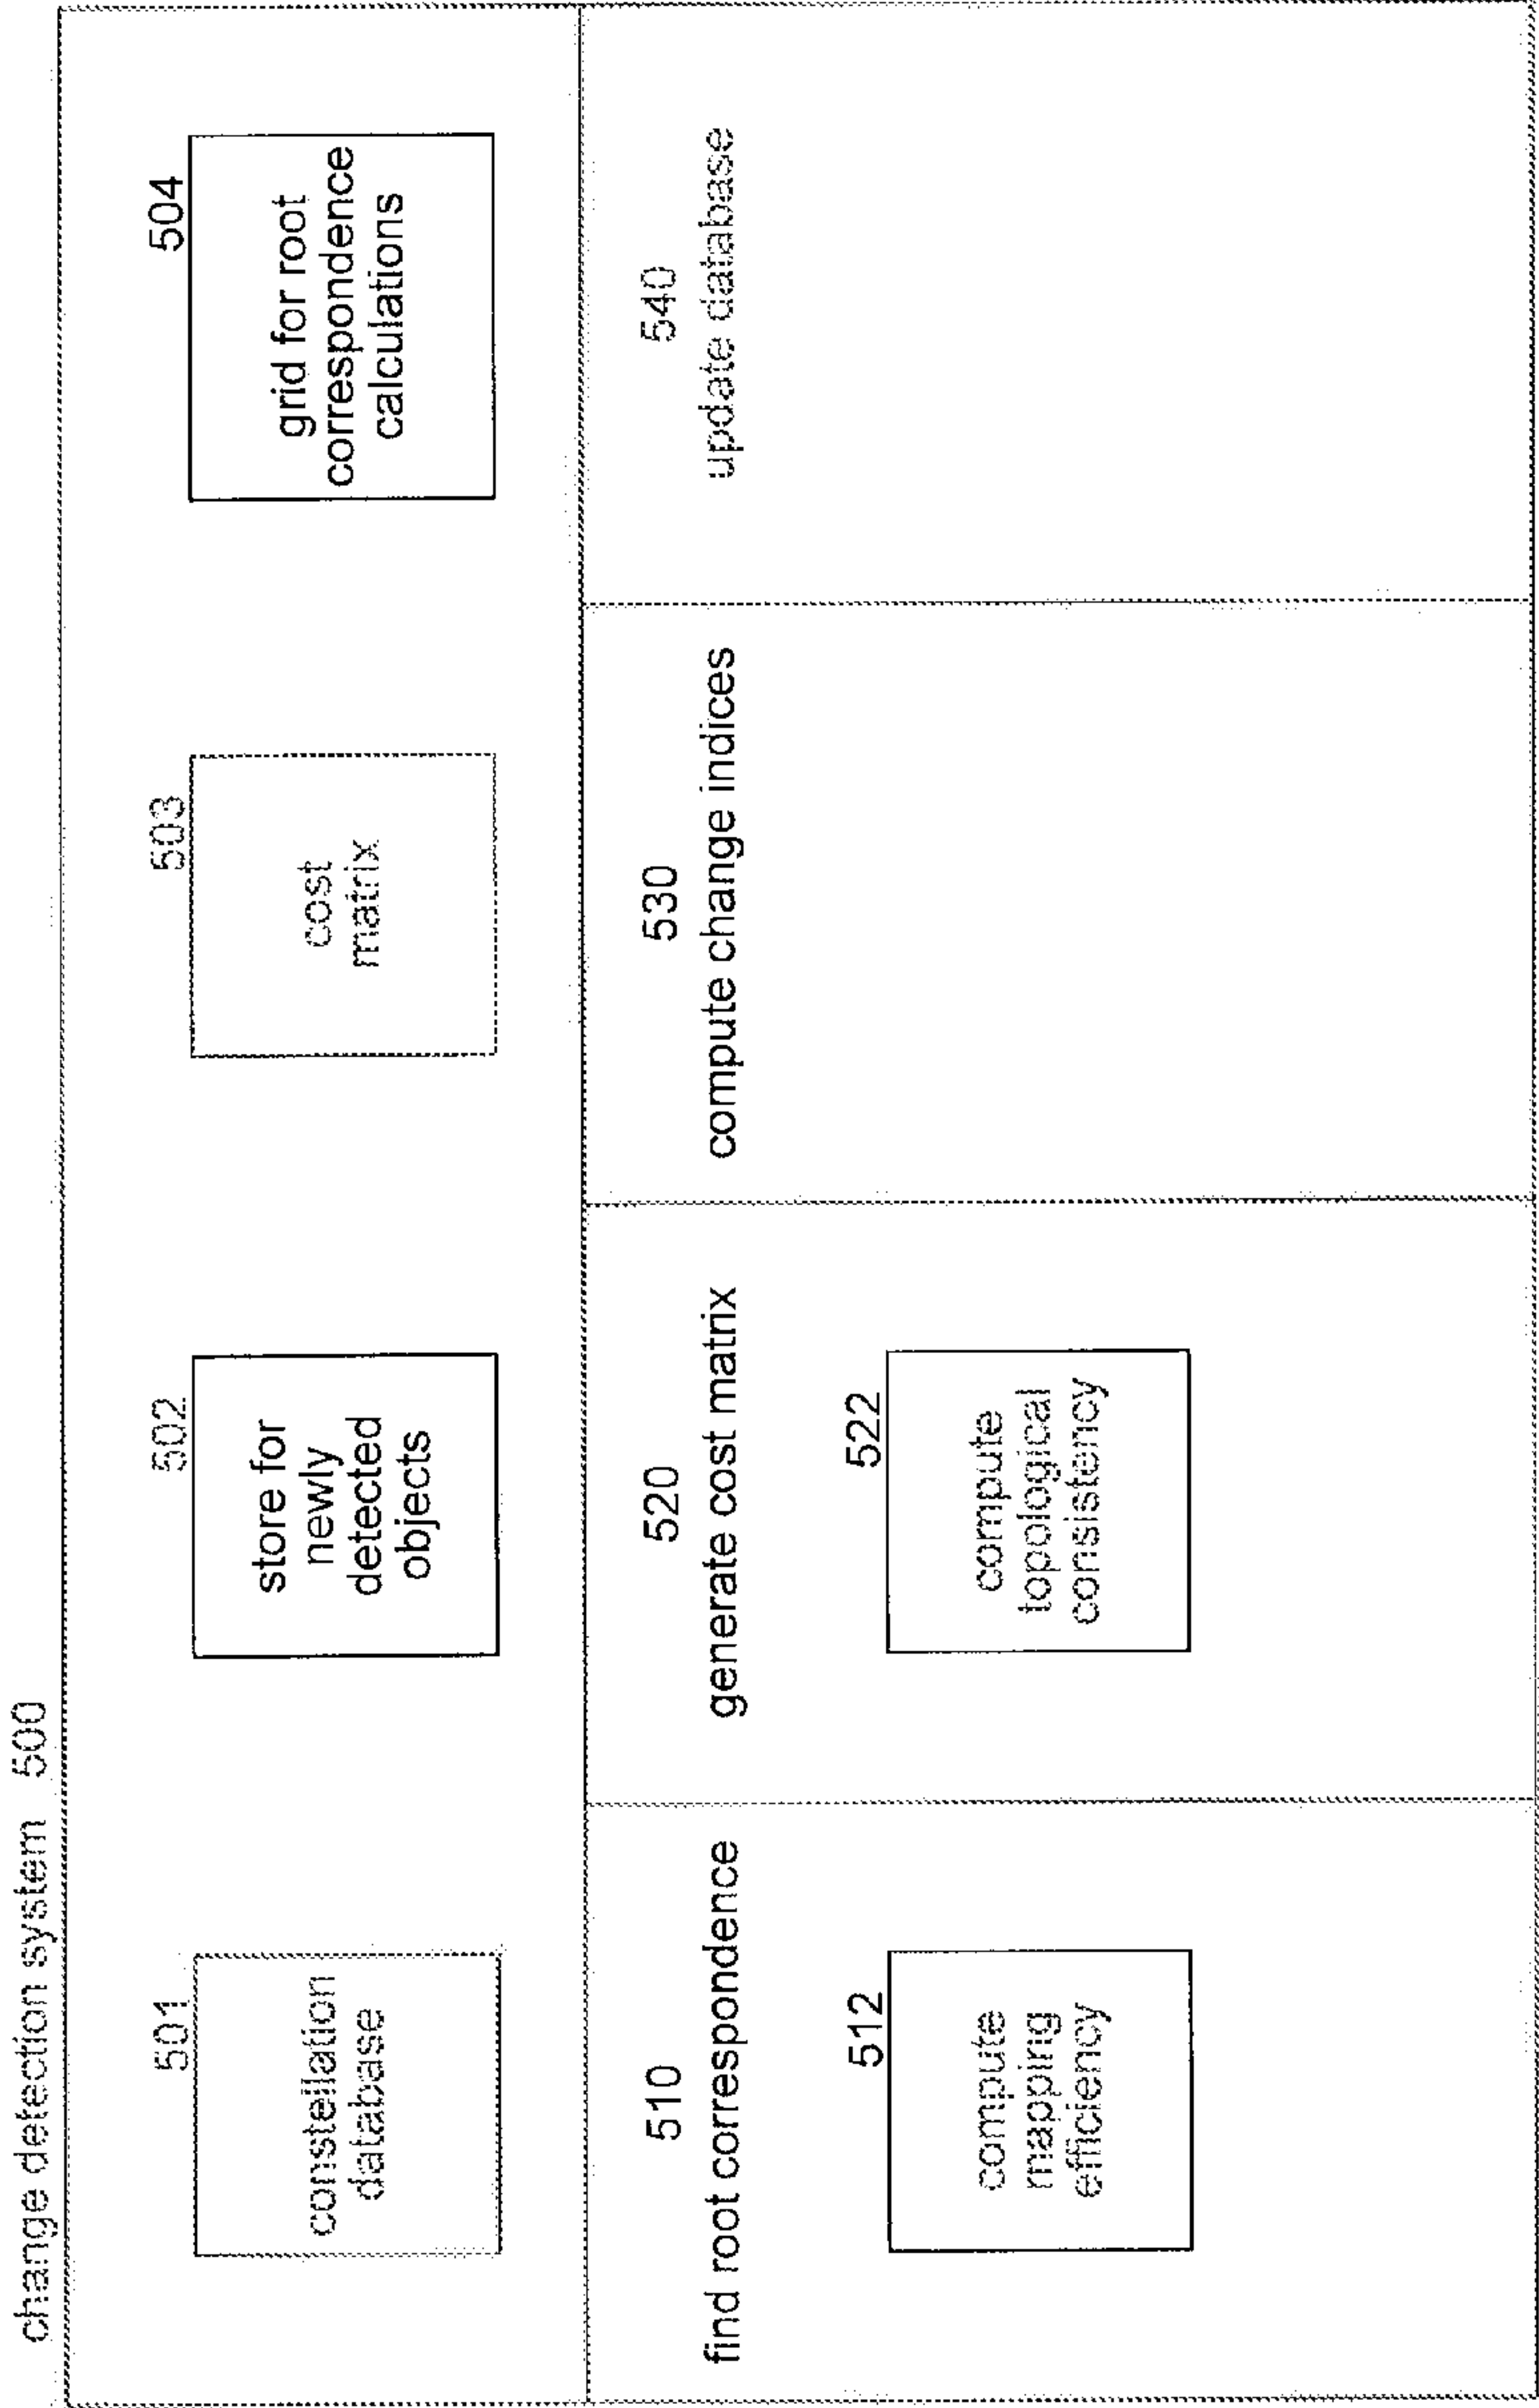 change detection system 500
501
constellation
database
502
store for
newly
detected
objects
503
cost
matrix
504
grid for root
correspondence
calculations
510
find root correspondence
512
compute
mapping
efficiency
520
generate cost matrix
522
compute
topological
consistency
530
compute change indices
540
update database